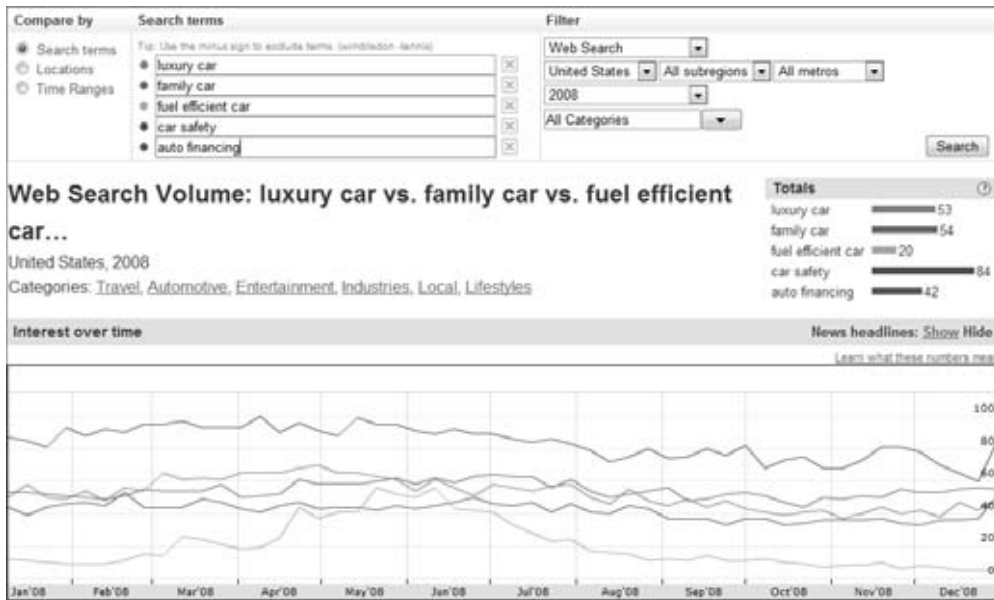 Compare by
Search terms
Filter
Search terms
Locations
Time Ranges
Tip: Use the minus sign to exclude terms. (wimbledon -tennis)
luxury car
family car
fuel efficient car
car safety
auto financing
Web Search
United States All subregions All metros
2008
All Categories
Search
Web Search Volume: luxury car vs. family car vs. fuel efficient
car...
United States, 2008
Categories: Travel, Automotive, Entertainment, Industries, Local, Lifestyles
Totals
luxury car 53
family car 54
fuel efficient car 20
car safety 84
auto financing 42
Interest over time
News headlines: Show Hide
Learn what these numbers mea
100
80
60
40
20
0
Jan'08 Feb'08 Mar'08 Apr'08 May'08 Jun'08 Jul'08 Aug'08 Sep'08 Oct'08 Nov'08 Dec'08